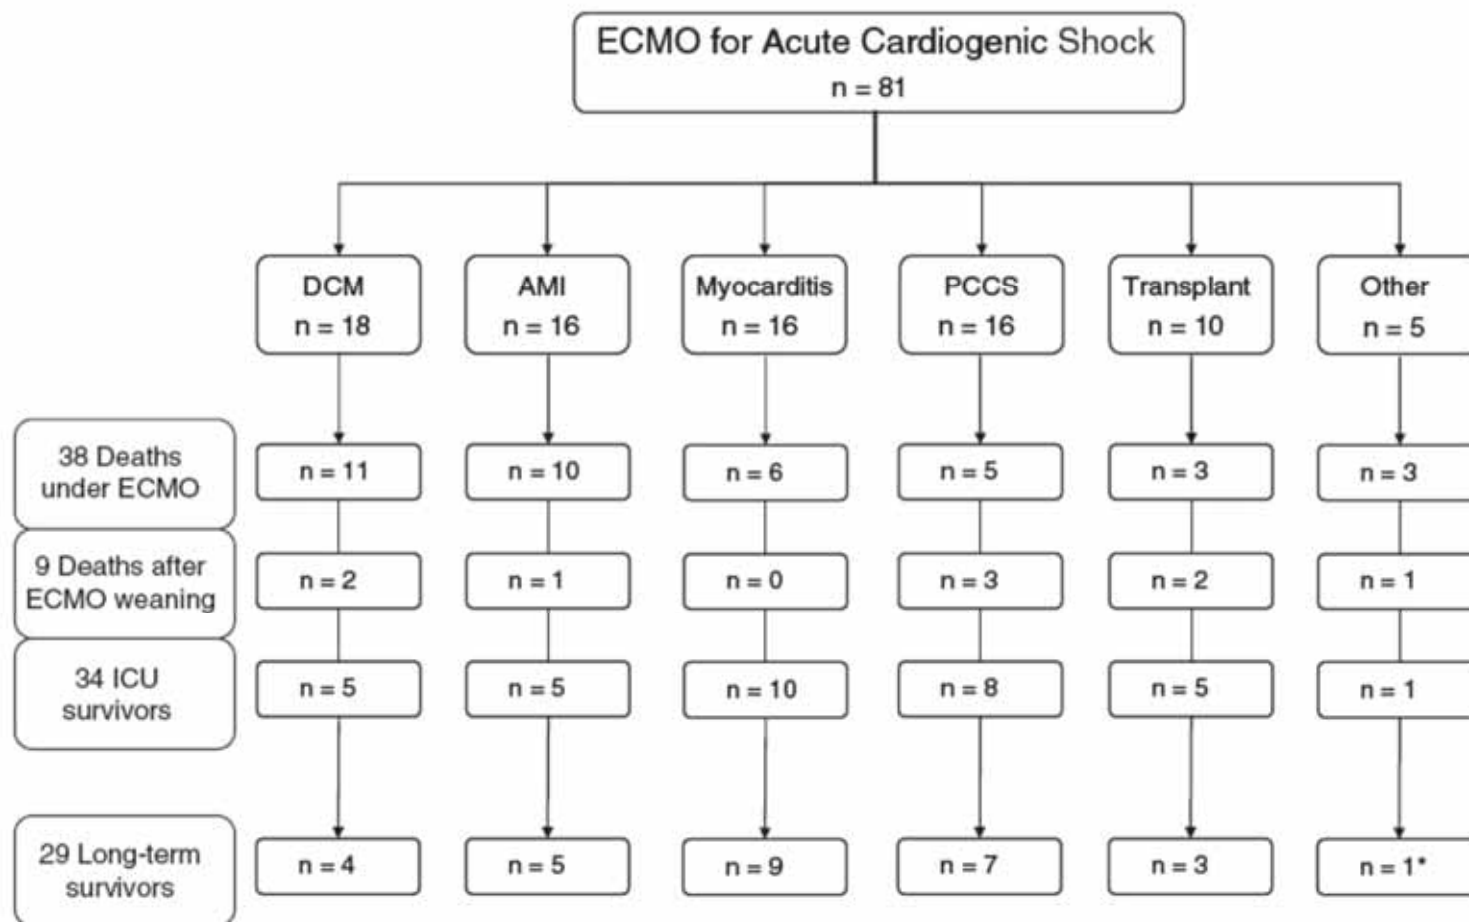 ECMO for Acute Cardiogenic Shock
n = 81
DCM
n = 18
AMI
n = 16
Myocarditis
n = 16
PCCS
n = 16
Transplant
n = 10
Other
n = 5
38 Deaths
under ECMO
n = 11
n = 10
n = 6
n = 5
n = 3
n = 3
9 Deaths after
ECMO weaning
n = 2
n = 1
n = 0
n = 3
n = 2
n = 1
34 ICU
survivors
n = 5
n = 5
n = 10
n = 8
n = 5
n = 1
29 Long-term
survivors
n = 4
n = 5
n = 9
n = 7
n = 3
n = 1*